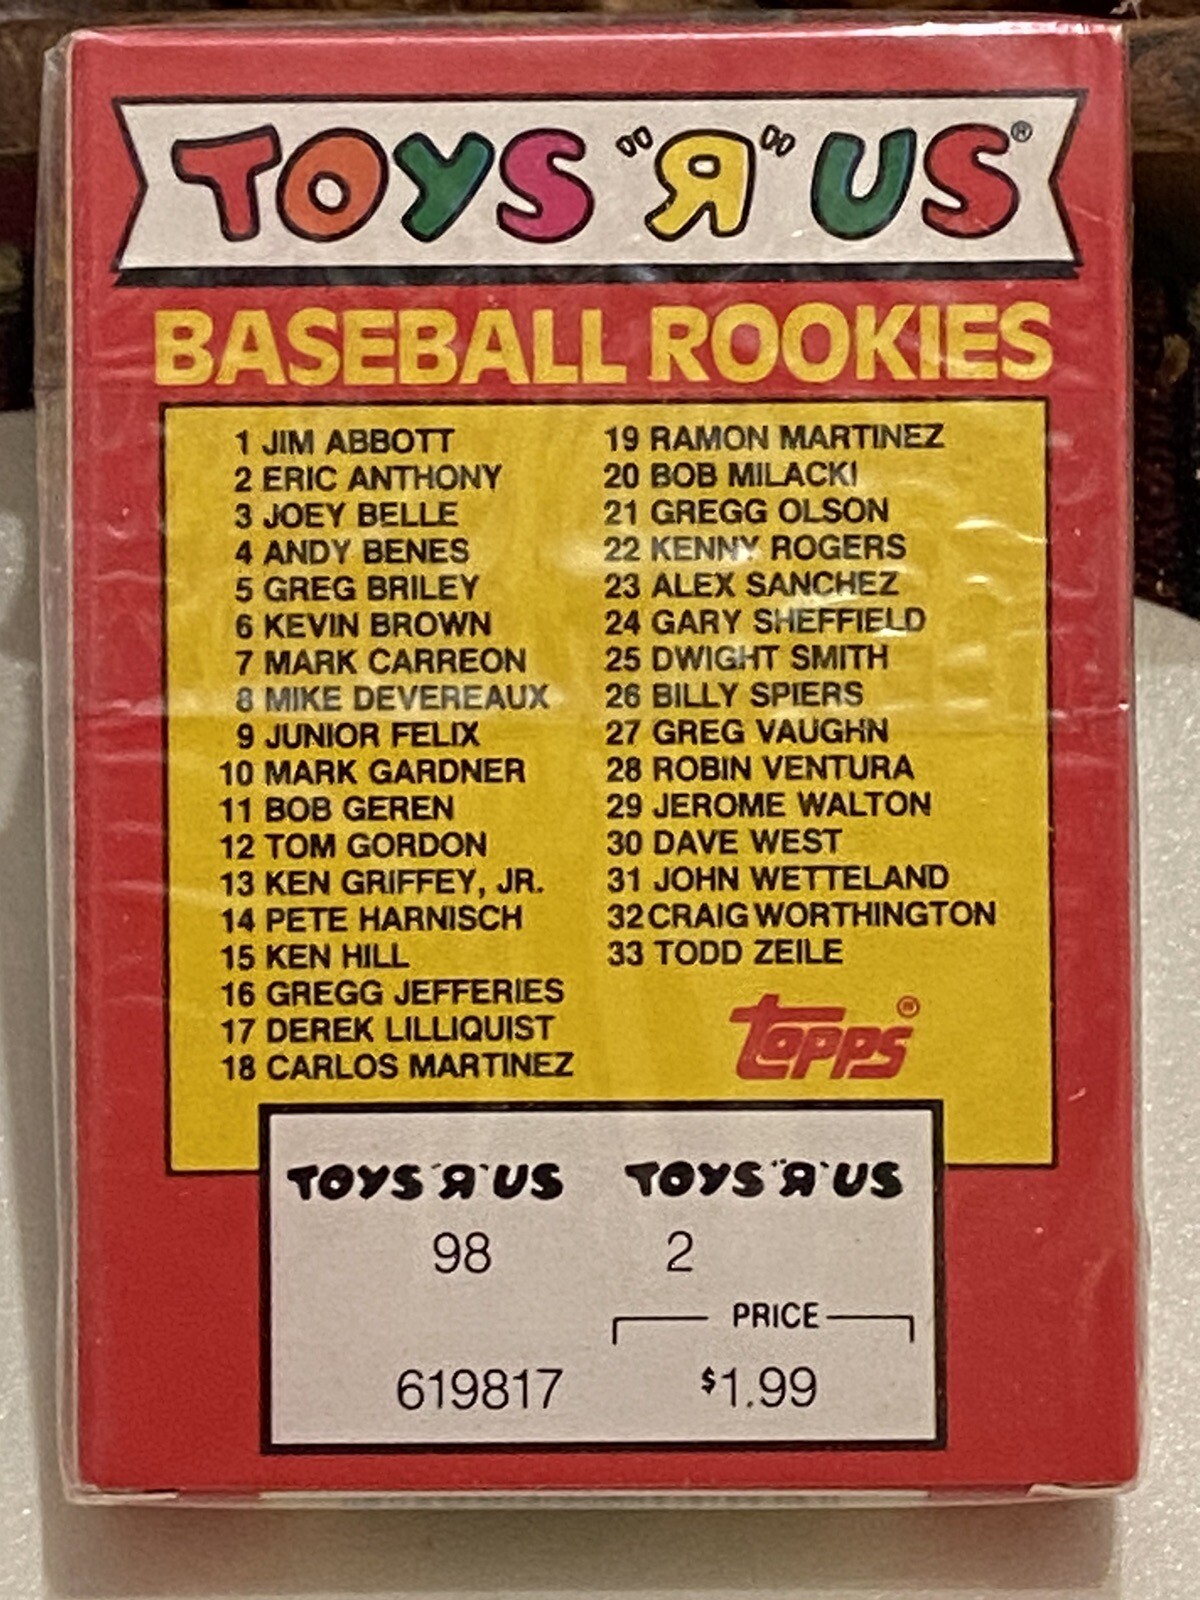 TOYS "R" US®
BASEBALL ROOKIES
1 JIM ABBOTT
2 ERIC ANTHONY
3 JOEY BELLE
4 ANDY BENES
5 GREG BRILEY
6 KEVIN BROWN
7 MARK CARREON
8 MIKE DEVEREAUX
9 JUNIOR FELIX
10 MARK GARDNER
11 BOB GEREN
12 TOM GORDON
13 KEN GRIFFEY, JR.
14 PETE HARNISCH
15 KEN HILL
16 GREGG JEFFERIES
17 DEREK LILLIQUIST
18 CARLOS MARTINEZ
19 RAMON MARTINEZ
20 BOB MILACKI
21 GREGG OLSON
22 KENNY ROGERS
23 ALEX SANCHEZ
24 GARY SHEFFIELD
25 DWIGHT SMITH
26 BILLY SPIERS
27 GREG VAUGHN
28 ROBIN VENTURA
29 JEROME WALTON
30 DAVE WEST
31 JOHN WETTELAND
32 CRAIG WORTHINGTON
33 TODD ZEILE
topps®
TOYS "R" US TOYS "R" US
98 2
PRICE
619817 $1.99